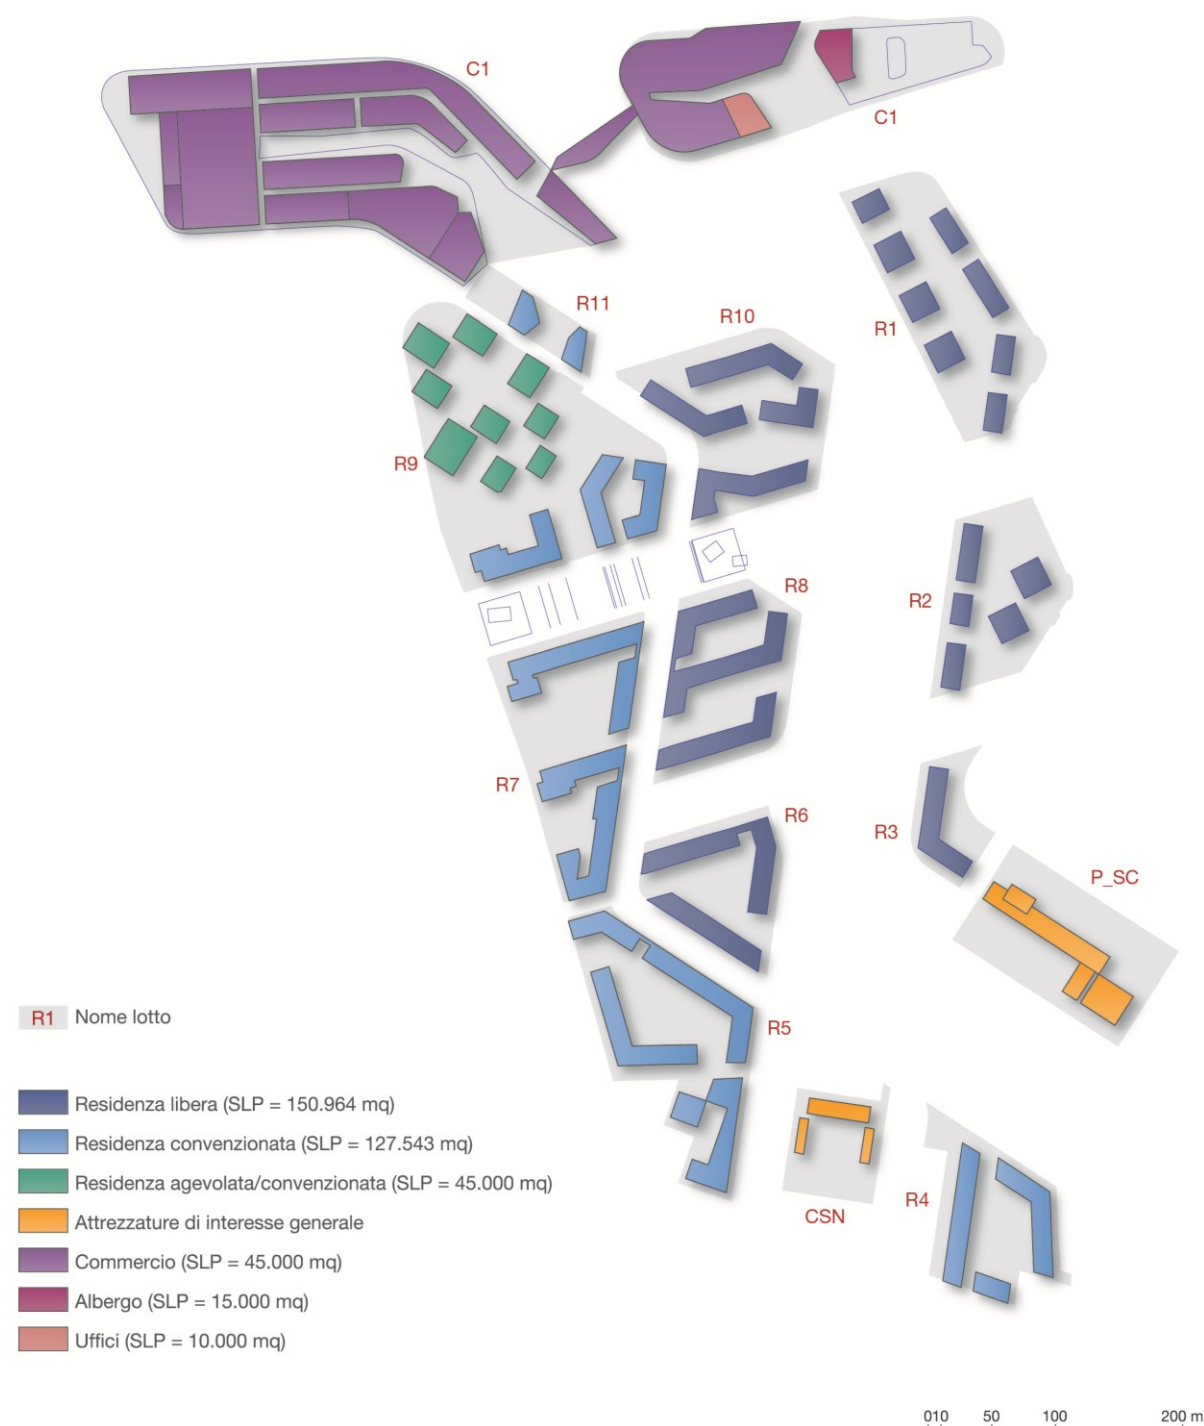 C1
C1
R11
R10
R1
R9
R8
R2
R7
R6
R3
P_SC
R5
R4
CSN
R1 Nome lotto
Residenza libera (SLP = 150.964 mq)
Residenza convenzionata (SLP = 127.543 mq)
Residenza agevolata/convenzionata (SLP = 45.000 mq)
Attrezzature di interesse generale
Commercio (SLP = 45.000 mq)
Albergo (SLP = 15.000 mq)
Uffici (SLP = 10.000 mq)
010 50 100 200 m